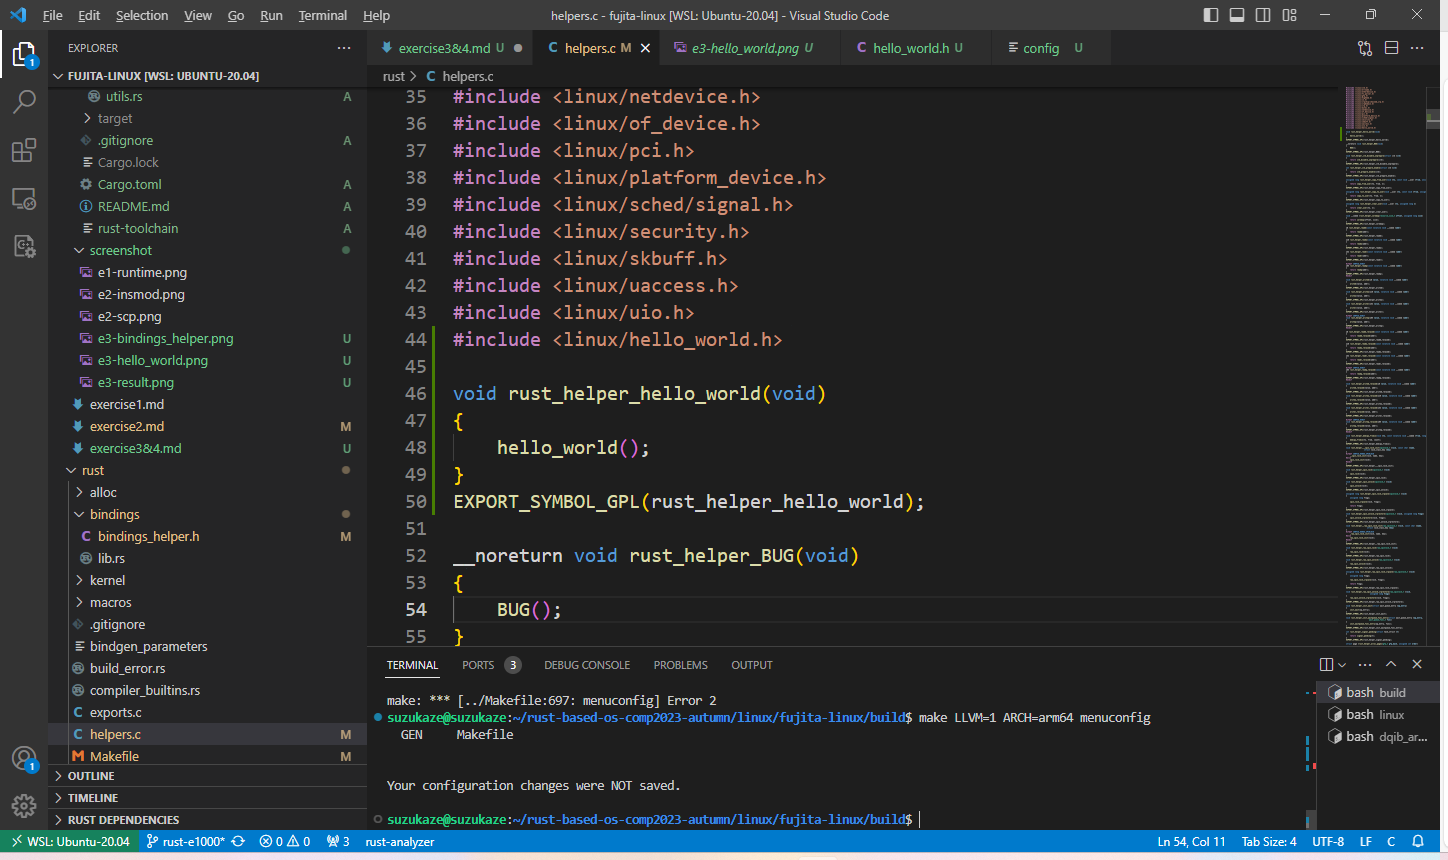 File Edit Selection View Go Run Terminal Help
helpers.c - fujita-linux [WSL: Ubuntu-20.04] - Visual Studio Code
EXPLORER
FUJITA-LINUX [WSL: UBUNTU-20.04]
utils.rs A
target
.gitignore A
Cargo.lock
Cargo.toml A
README.md A
rust-toolchain A
screenshot
e1-runtime.png
e2-insmod.png
e2-scp.png
e3-bindings_helper.png U
e3-hello_world.png U
e3-result.png U
exercise1.md
exercise2.md M
exercise3&4.md U
rust
alloc
bindings
C bindings_helper.h M
lib.rs
kernel
macros
.gitignore
bindgen_parameters
build_error.rs
compiler_builtins.rs
C exports.c
C helpers.c M
M Makefile M
OUTLINE
TIMELINE
RUST DEPENDENCIES
1
1
exercise3&4.md U
C helpers.c M
e3-hello_world.png U
C hello_world.h U
config U
rust > C helpers.c
35 #include <linux/netdevice.h>
36 #include <linux/of_device.h>
37 #include <linux/pci.h>
38 #include <linux/platform_device.h>
39 #include <linux/sched/signal.h>
40 #include <linux/security.h>
41 #include <linux/skbuff.h>
42 #include <linux/uaccess.h>
43 #include <linux/uio.h>
44 #include <linux/hello_world.h>
45
46 void rust_helper_hello_world(void)
47 {
48 hello_world();
49 }
50 EXPORT_SYMBOL_GPL(rust_helper_hello_world);
51
52 __noreturn void rust_helper_BUG(void)
53 {
54 BUG();
55 }
TERMINAL PORTS 3 DEBUG CONSOLE PROBLEMS OUTPUT
make: *** [../Makefile:697: menuconfig] Error 2
suzukaze@suzukaze:~/rust-based-os-comp2023-autumn/linux/fujita-linux/build$ make LLVM=1 ARCH=arm64 menuconfig
GEN Makefile
Your configuration changes were NOT saved.
suzukaze@suzukaze:~/rust-based-os-comp2023-autumn/linux/fujita-linux/build$
bash build
bash linux
bash dqib_ar...
WSL: Ubuntu-20.04 rust-e1000* 0 0 3 rust-analyzer
Ln 54, Col 11 Tab Size: 4 UTF-8 LF C